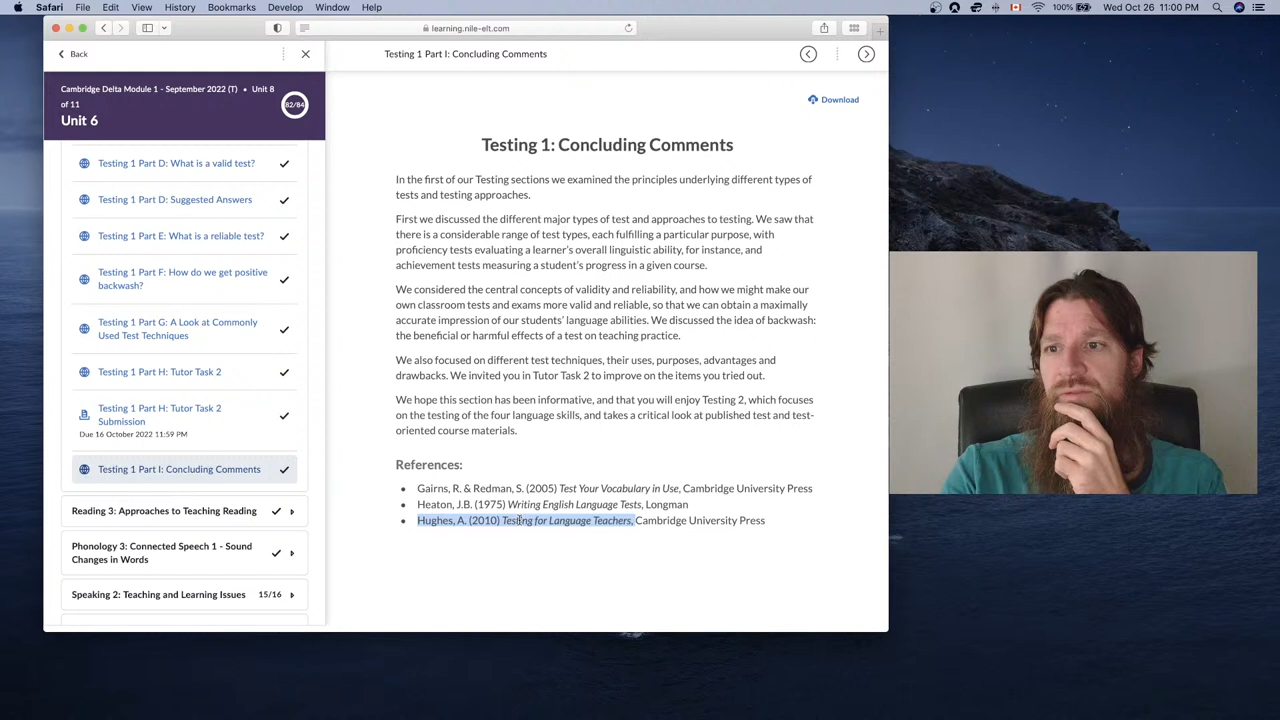 Safari File Edit View History Bookmarks Develop Window Help
100%
Wed Oct 26 11:00 PM
learning.nile-elt.com
Back
Testing 1 Part I: Concluding Comments
Cambridge Delta Module 1 - September 2022 (T) • Unit 8
of 11
82/84
Unit 6
Testing 1 Part D: What is a valid test?
Testing 1 Part D: Suggested Answers
Testing 1 Part E: What is a reliable test?
Testing 1 Part F: How do we get positive
backwash?
Testing 1 Part G: A Look at Commonly
Used Test Techniques
Testing 1 Part H: Tutor Task 2
Testing 1 Part H: Tutor Task 2
Submission
Due 16 October 2022 11:59 PM
Testing 1 Part I: Concluding Comments
Reading 3: Approaches to Teaching Reading
Phonology 3: Connected Speech 1 - Sound
Changes in Words
Speaking 2: Teaching and Learning Issues 15/16
Download
Testing 1: Concluding Comments
In the first of our Testing sections we examined the principles underlying different types of
tests and testing approaches.
First we discussed the different major types of test and approaches to testing. We saw that
there is a considerable range of test types, each fulfilling a particular purpose, with
proficiency tests evaluating a learner's overall linguistic ability, for instance, and
achievement tests measuring a student's progress in a given course.
We considered the central concepts of validity and reliability, and how we might make our
own classroom tests and exams more valid and reliable, so that we can obtain a maximally
accurate impression of our students' language abilities. We discussed the idea of backwash:
the beneficial or harmful effects of a test on teaching practice.
We also focused on different test techniques, their uses, purposes, advantages and
drawbacks. We invited you in Tutor Task 2 to improve on the items you tried out.
We hope this section has been informative, and that you will enjoy Testing 2, which focuses
on the testing of the four language skills, and takes a critical look at published test and test-
oriented course materials.
References:
• Gairns, R. & Redman, S. (2005) Test Your Vocabulary in Use, Cambridge University Press
• Heaton, J.B. (1975) Writing English Language Tests, Longman
• Hughes, A. (2010) Testing for Language Teachers, Cambridge University Press